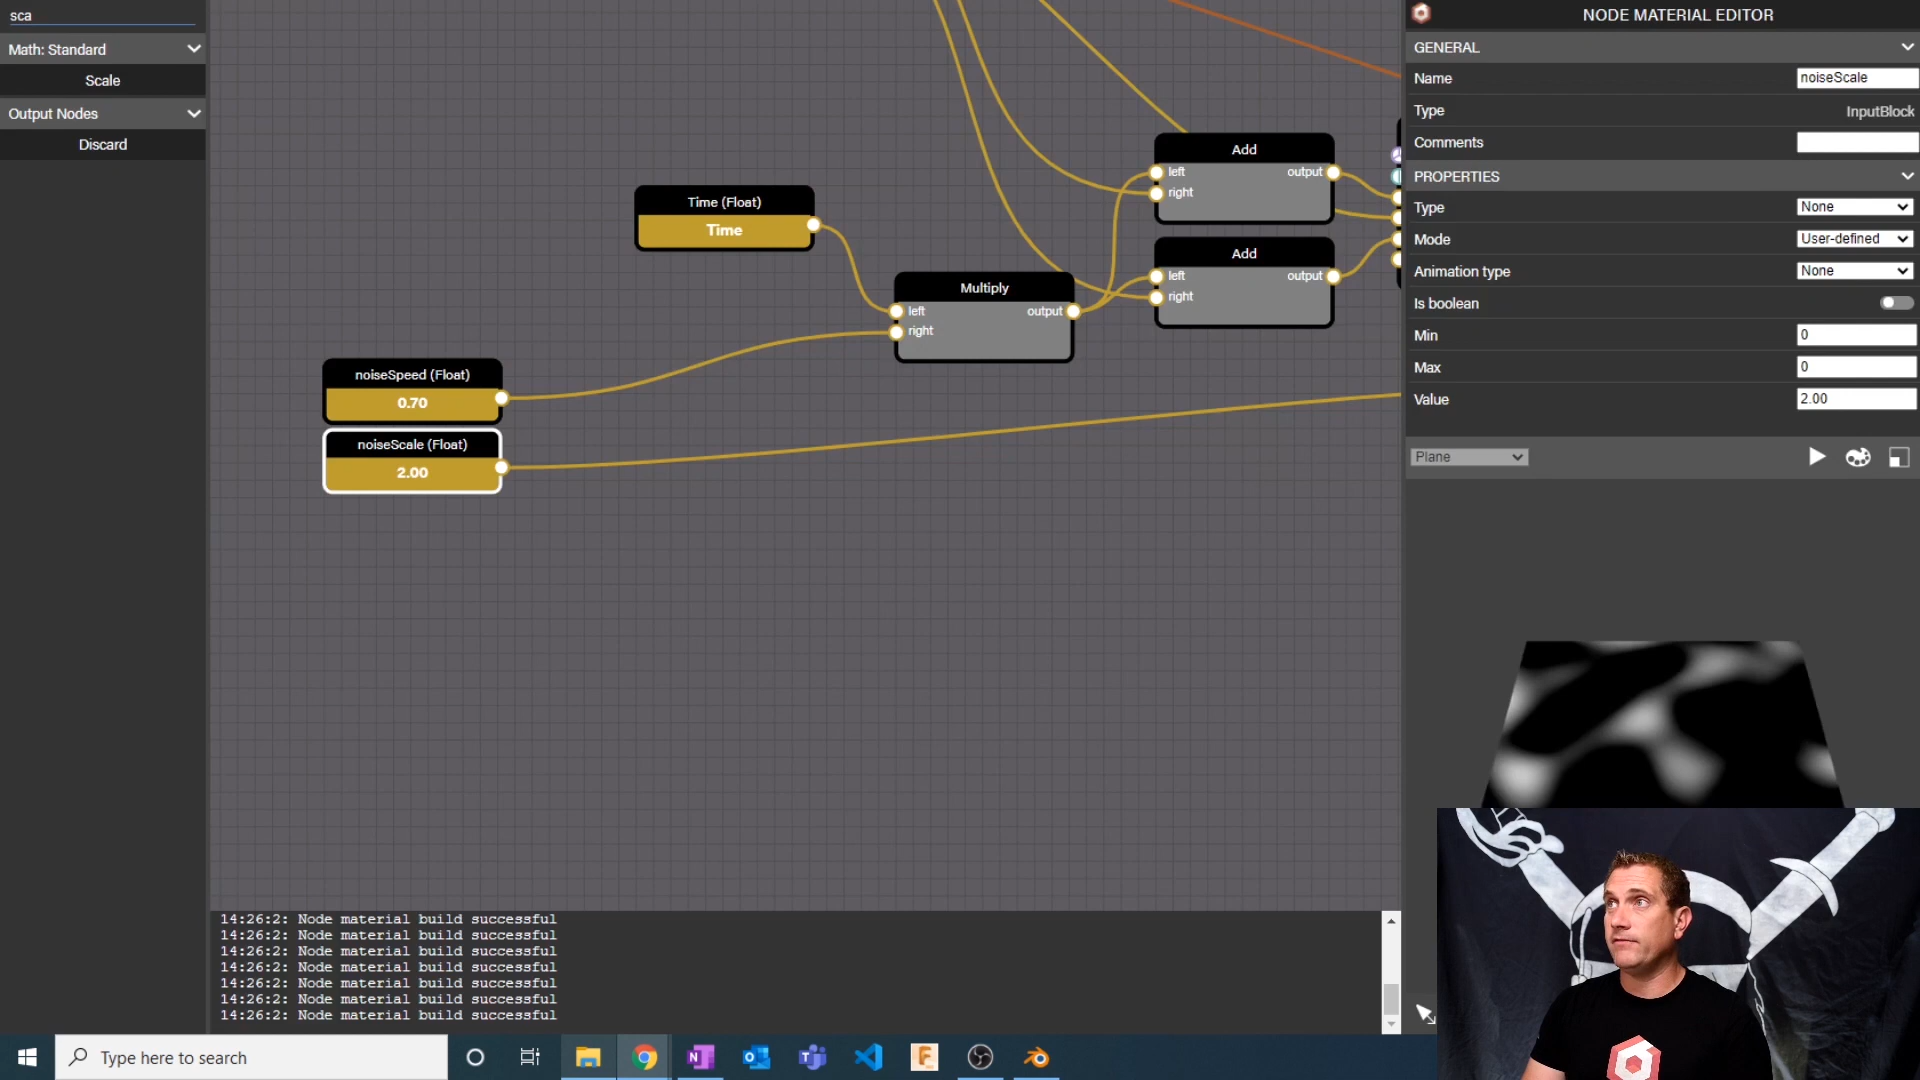 sca
Math: Standard
Scale
Output Nodes
Discard
Time (Float)
Time
Multiply
left
output
right
Add
left
output
right
Add
left
output
right
noiseSpeed (Float)
0.70
noiseScale (Float)
2.00
14:26:2: Node material build successful
14:26:2: Node material build successful
14:26:2: Node material build successful
14:26:2: Node material build successful
14:26:2: Node material build successful
14:26:2: Node material build successful
14:26:2: Node material build successful
NODE MATERIAL EDITOR
GENERAL
Name noiseScale
Type InputBlock
Comments
PROPERTIES
Type None
Mode User-defined
Animation type None
Is boolean
Min 0
Max 0
Value 2.00
Plane
Type here to search